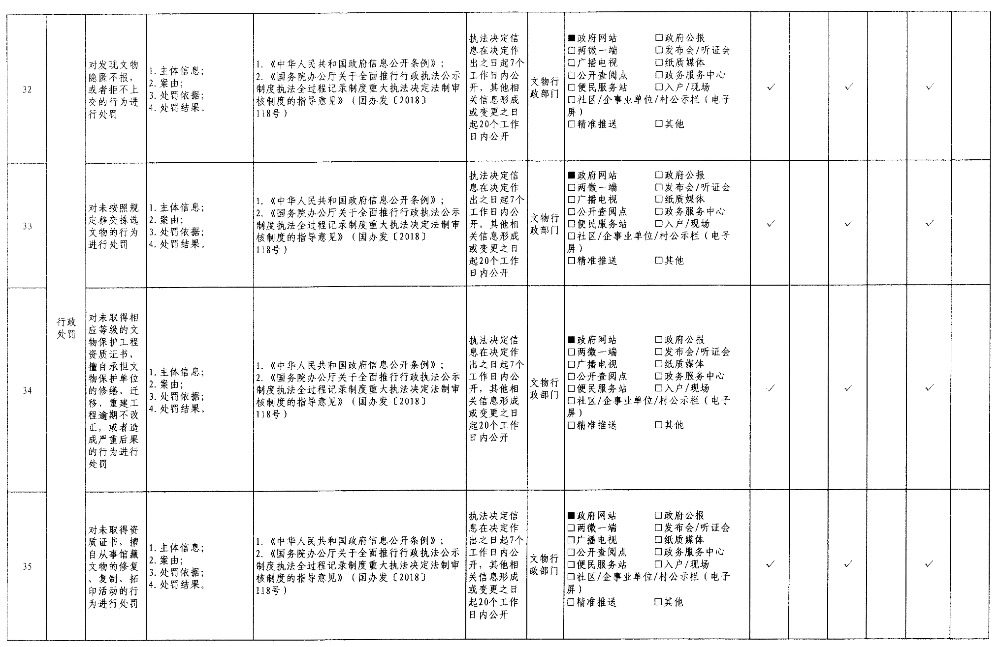 32
行政
处罚
对发现文物
隐匿不报，
或者拒不上
交的行为进
行处罚
1. 主体信息；
2. 案由；
3. 处罚依据；
4. 处罚结果。
1. 《中华人民共和国政府信息公开条例》；
2. 《国务院办公厅关于全面推行行政执法公示
制度执法全过程记录制度重大执法决定法制审
核制度的指导意见》（国办发〔2018〕
118号）
执法决定信
息在决定作
出之日起7个
工作日内公
开，其他相
关信息形成
或变更之日
起20个工作
日内公开
文物行
政部门
■政府网站 □政府公报
□两微一端 □发布会/听证会
□广播电视 □纸质媒体
□公开查阅点 □政务服务中心
□便民服务站 □入户/现场
□社区/企事业单位/村公示栏（电子
屏）
□精准推送 □其他
✓ ✓ ✓
33
对未按照规
定移交拣选
文物的行为
进行处罚
1. 主体信息；
2. 案由；
3. 处罚依据；
4. 处罚结果。
1. 《中华人民共和国政府信息公开条例》；
2. 《国务院办公厅关于全面推行行政执法公示
制度执法全过程记录制度重大执法决定法制审
核制度的指导意见》（国办发〔2018〕
118号）
执法决定信
息在决定作
出之日起7个
工作日内公
开，其他相
关信息形成
或变更之日
起20个工作
日内公开
文物行
政部门
■政府网站 □政府公报
□两微一端 □发布会/听证会
□广播电视 □纸质媒体
□公开查阅点 □政务服务中心
□便民服务站 □入户/现场
□社区/企事业单位/村公示栏（电子
屏）
□精准推送 □其他
✓ ✓ ✓
34
对未取得相
应等级的文
物保护工程
资质证书，
擅自承担文
物保护单位
的修缮、迁
移、重建工
程逾期不改
正，或者造
成严重后果
的行为进行
处罚
1. 主体信息；
2. 案由；
3. 处罚依据；
4. 处罚结果。
1. 《中华人民共和国政府信息公开条例》；
2. 《国务院办公厅关于全面推行行政执法公示
制度执法全过程记录制度重大执法决定法制审
核制度的指导意见》（国办发〔2018〕
118号）
执法决定信
息在决定作
出之日起7个
工作日内公
开，其他相
关信息形成
或变更之日
起20个工作
日内公开
文物行
政部门
■政府网站 □政府公报
□两微一端 □发布会/听证会
□广播电视 □纸质媒体
□公开查阅点 □政务服务中心
□便民服务站 □入户/现场
□社区/企事业单位/村公示栏（电子
屏）
□精准推送 □其他
✓ ✓ ✓
35
对未取得资
质证书，擅
自从事馆藏
文物的修复
、复制、拓
印活动的行
为进行处罚
1. 主体信息；
2. 案由；
3. 处罚依据；
4. 处罚结果。
1. 《中华人民共和国政府信息公开条例》；
2. 《国务院办公厅关于全面推行行政执法公示
制度执法全过程记录制度重大执法决定法制审
核制度的指导意见》（国办发〔2018〕
118号）
执法决定信
息在决定作
出之日起7个
工作日内公
开，其他相
关信息形成
或变更之日
起20个工作
日内公开
文物行
政部门
■政府网站 □政府公报
□两微一端 □发布会/听证会
□广播电视 □纸质媒体
□公开查阅点 □政务服务中心
□便民服务站 □入户/现场
□社区/企事业单位/村公示栏（电子
屏）
□精准推送 □其他
✓ ✓ ✓